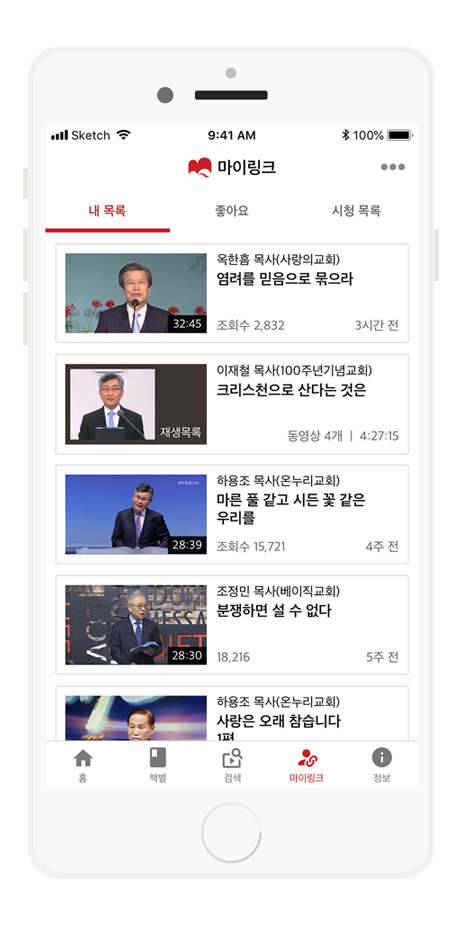 Sketch
9:41 AM
100%
마이링크
내 목록
좋아요
시청 목록
옥한흠 목사(사랑의교회)
염려를 믿음으로 묶으라
32:45
조회수 2,832
3시간 전
이재철 목사(100주년기념교회)
크리스천으로 산다는 것은
재생목록
동영상 4개 | 4:27:15
하용조 목사(온누리교회)
마른 풀 같고 시든 꽃 같은
우리를
28:39
조회수 15,721
4주 전
조정민 목사(베이직교회)
분쟁하면 설 수 없다
28:30
18,216
5주 전
하용조 목사(온누리교회)
사랑은 오래 참습니다
1편
홈
책별
검색
마이링크
정보